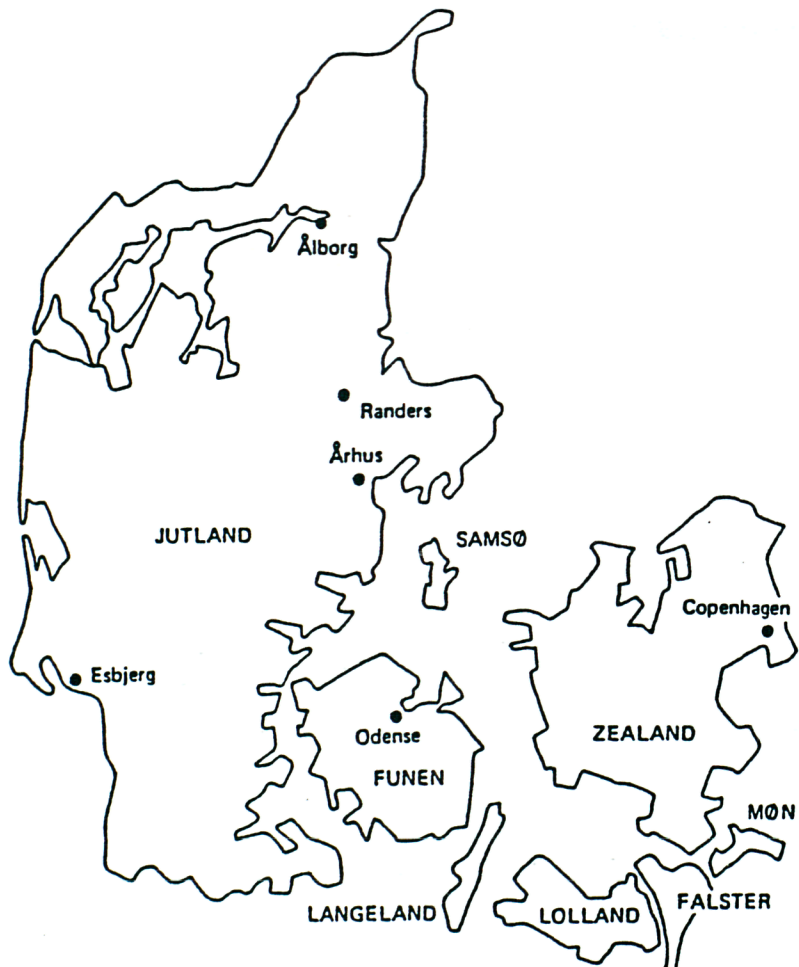 Ålborg
Randers
Århus
JUTLAND
SAMSØ
Copenhagen
Esbjerg
ZEALAND
Odense
FUNEN
MØN
LANGELAND
LOLLAND
FALSTER